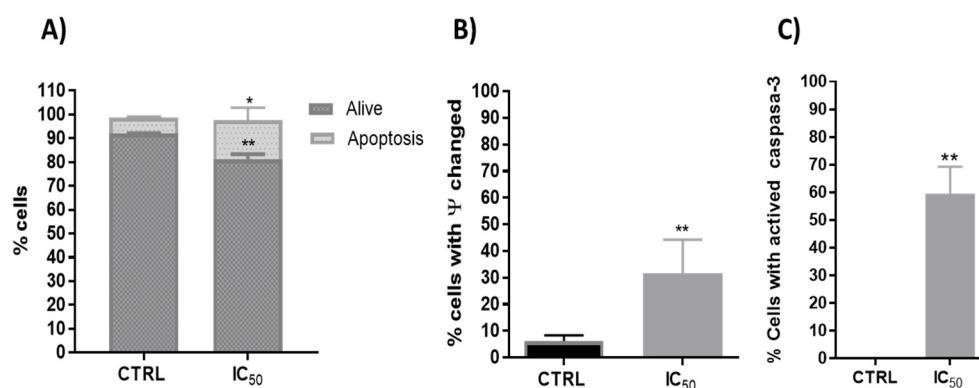 A)
% cells
110
100
90
80
70
60
50
40
30
20
10
0
*
**
CTRL
IC50
Alive
Apoptosis
B)
% cells with Ψ changed
100
90
80
70
60
50
40
30
20
10
0
**
CTRL
IC50
C)
% Cells with actived caspasa-3
100
90
80
70
60
50
40
30
20
10
0
**
CTRL
IC50